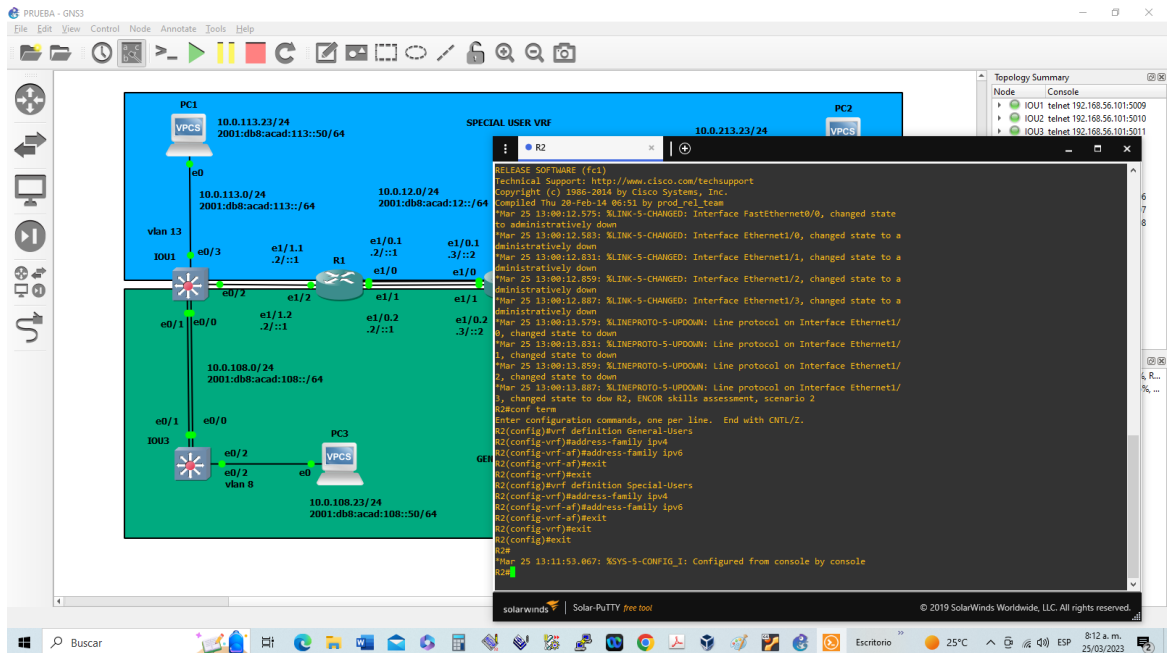 PRUEBA - GNS3
File Edit View Control Node Annotate Tools Help
Topology Summary
Node Console
IOU1 telnet 192.168.56.101:5009
IOU2 telnet 192.168.56.101:5010
IOU3 telnet 192.168.56.101:5011
6
7
8
%, R...
%, ...
PC1
VPCS
10.0.113.23/24
2001:db8:acad:113::50/64
SPECIAL USER VRF
PC2
10.0.213.23/24
VPCS
e0
10.0.113.0/24
2001:db8:acad:113::/64
10.0.12.0/24
2001:db8:acad:12::/64
vlan 13
IOU1
e0/3
e1/1.1
.2/::1
R1
e1/0.1
.2/::1
e1/0.1
.3/::2
e1/0
e1/0
e0/2
e1/2
e1/1
e1/1
e0/1
e0/0
e1/1.2
.2/::1
e1/0.2
.2/::1
e1/0.2
.3/::2
10.0.108.0/24
2001:db8:acad:108::/64
e0/1
e0/0
IOU3
PC3
VPCS
GEN
e0/2
e0/2
e0
vlan 8
10.0.108.23/24
2001:db8:acad:108::50/64
R2
RELEASE SOFTWARE (fc1)
Technical Support: http://www.cisco.com/techsupport
Copyright (c) 1986-2014 by Cisco Systems, Inc.
Compiled Thu 20-Feb-14 06:51 by prod_rel_team
*Mar 25 13:00:12.575: %LINK-5-CHANGED: Interface FastEthernet0/0, changed state
to administratively down
*Mar 25 13:00:12.583: %LINK-5-CHANGED: Interface Ethernet1/0, changed state to a
dministratively down
*Mar 25 13:00:12.831: %LINK-5-CHANGED: Interface Ethernet1/1, changed state to a
dministratively down
*Mar 25 13:00:12.859: %LINK-5-CHANGED: Interface Ethernet1/2, changed state to a
dministratively down
*Mar 25 13:00:12.887: %LINK-5-CHANGED: Interface Ethernet1/3, changed state to a
dministratively down
*Mar 25 13:00:13.579: %LINEPROTO-5-UPDOWN: Line protocol on Interface Ethernet1/
0, changed state to down
*Mar 25 13:00:13.831: %LINEPROTO-5-UPDOWN: Line protocol on Interface Ethernet1/
1, changed state to down
*Mar 25 13:00:13.859: %LINEPROTO-5-UPDOWN: Line protocol on Interface Ethernet1/
2, changed state to down
*Mar 25 13:00:13.887: %LINEPROTO-5-UPDOWN: Line protocol on Interface Ethernet1/
3, changed state to dow R2, ENCOR skills assessment, scenario 2
R2#conf term
Enter configuration commands, one per line. End with CNTL/Z.
R2(config)#vrf definition General-Users
R2(config-vrf)#address-family ipv4
R2(config-vrf-af)#address-family ipv6
R2(config-vrf-af)#exit
R2(config-vrf)#exit
R2(config)#vrf definition Special-Users
R2(config-vrf)#address-family ipv4
R2(config-vrf-af)#address-family ipv6
R2(config-vrf-af)#exit
R2(config-vrf)#exit
R2(config)#exit
R2#
*Mar 25 13:11:53.067: %SYS-5-CONFIG_I: Configured from console by console
R2#
solarwinds Solar-PuTTY free tool
© 2019 SolarWinds Worldwide, LLC. All rights reserved.
Buscar
Escritorio
25°C
ESP
8:12 a. m.
25/03/2023
2